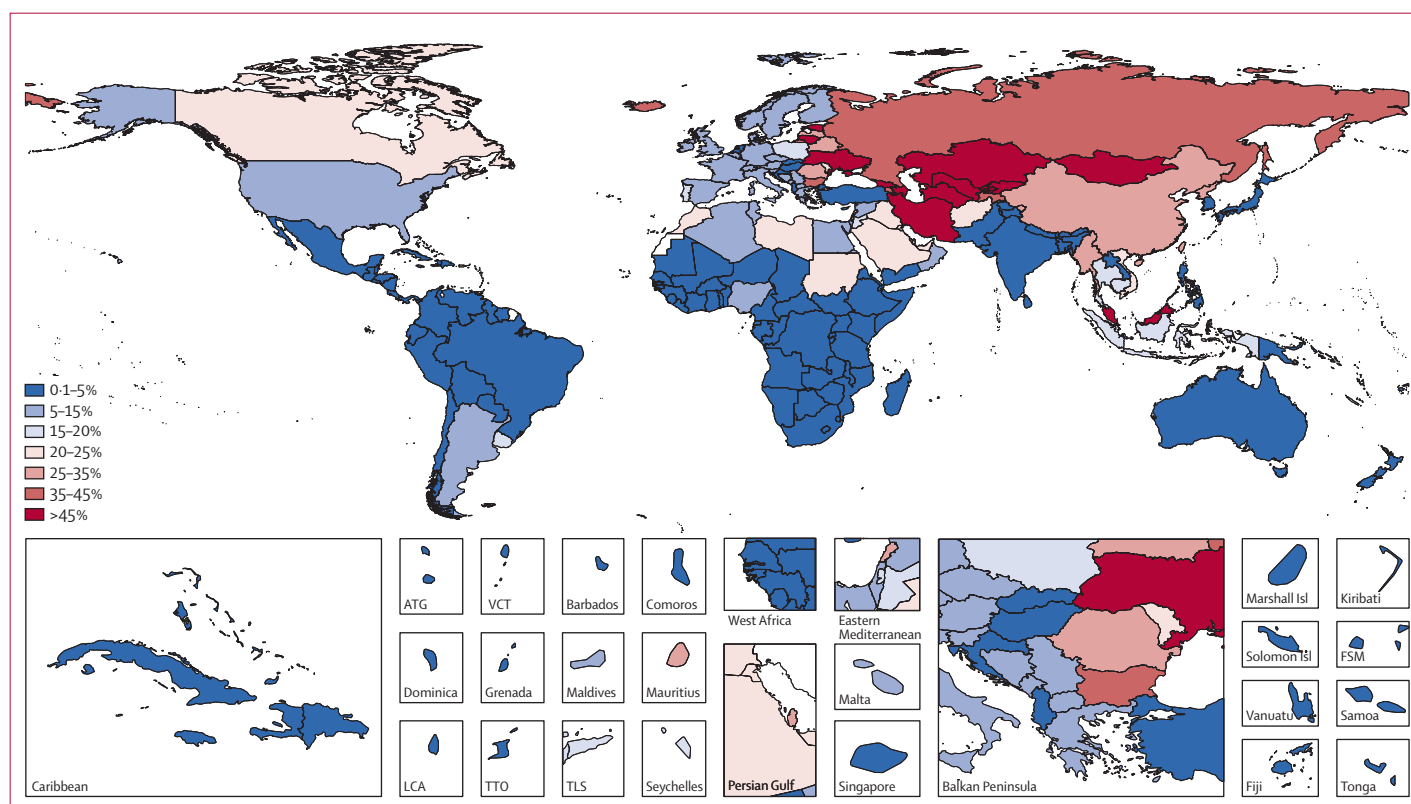 0·1–5%
5–15%
15–20%
20–25%
25–35%
35–45%
>45%
Caribbean
ATG
VCT
Barbados
Comoros
West Africa
Eastern
Mediterranean
Marshall Isl
Kiribati
Dominica
Grenada
Maldives
Mauritius
Malta
Solomon Isl
FSM
Vanuatu
Samoa
LCA
TTO
TLS
Seychelles
Persian Gulf
Singapore
Balkan Peninsula
Fiji
Tonga